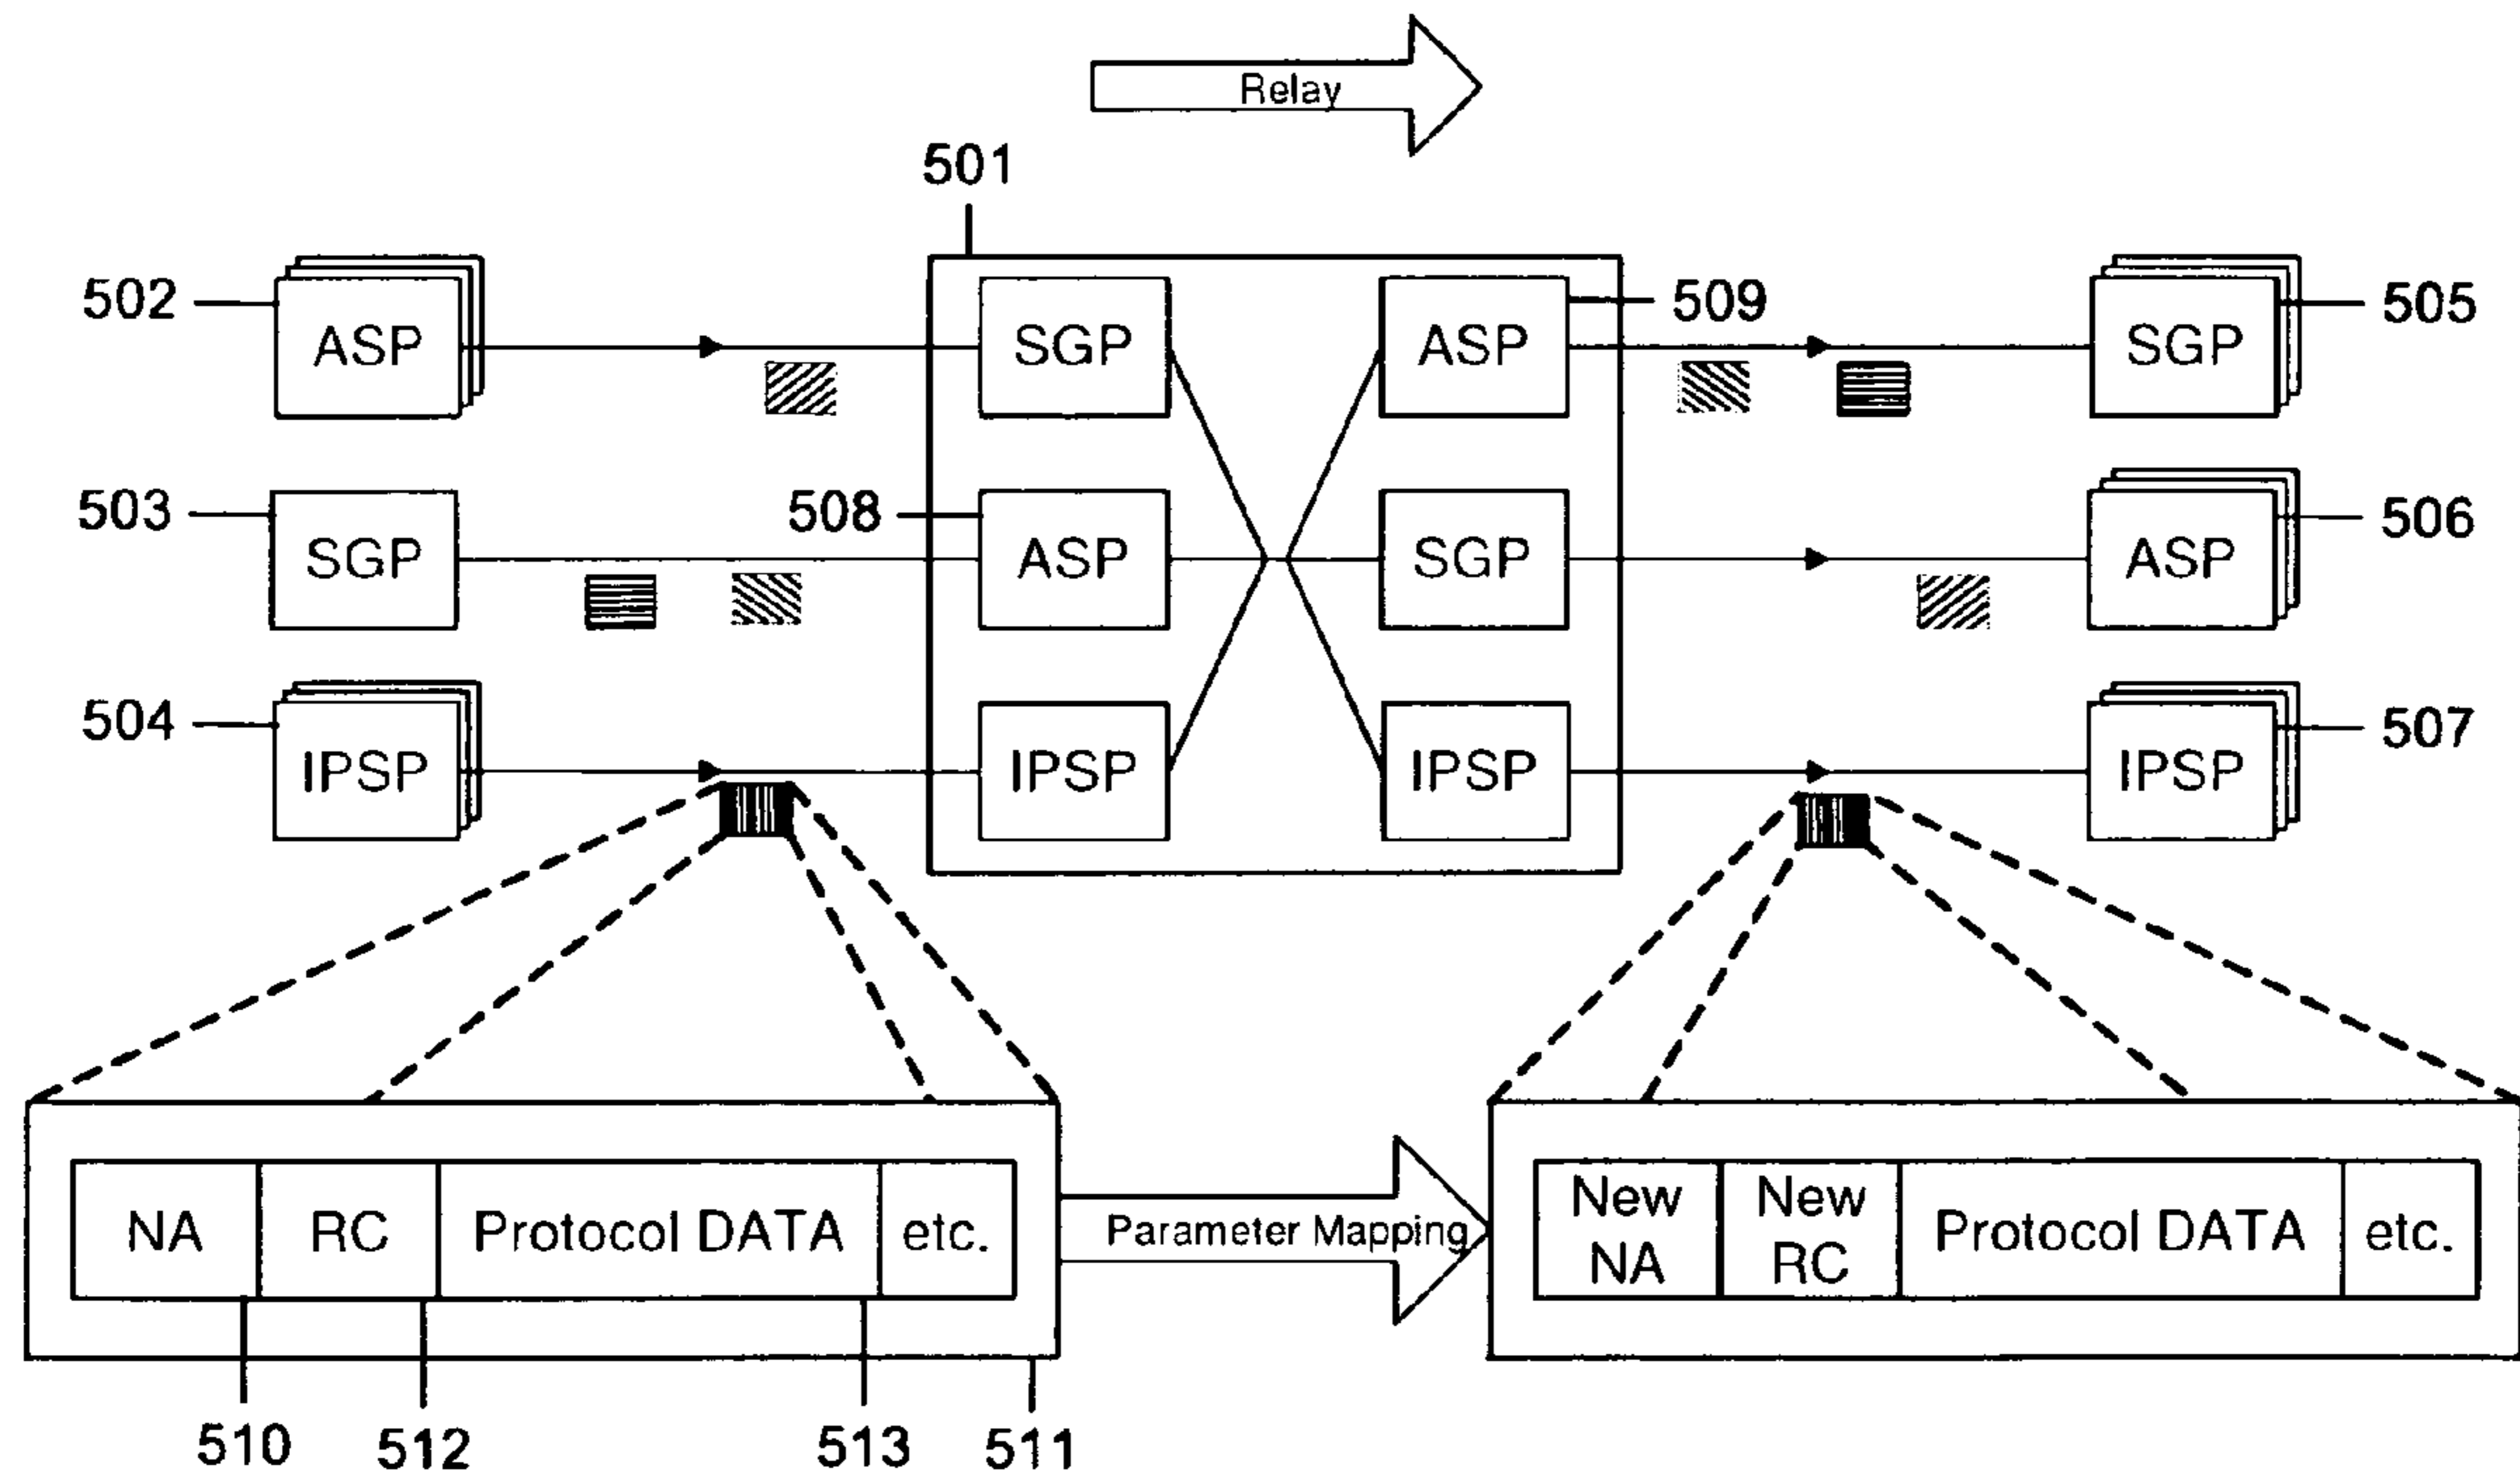 Relay
501
502
ASP
SGP
ASP
509
SGP
505
503
SGP
508
ASP
SGP
ASP
506
504
IPSP
IPSP
IPSP
IPSP
507
NA
RC
Protocol DATA
etc.
Parameter Mapping
New
NA
New
RC
Protocol DATA
etc.
510
512
513
511